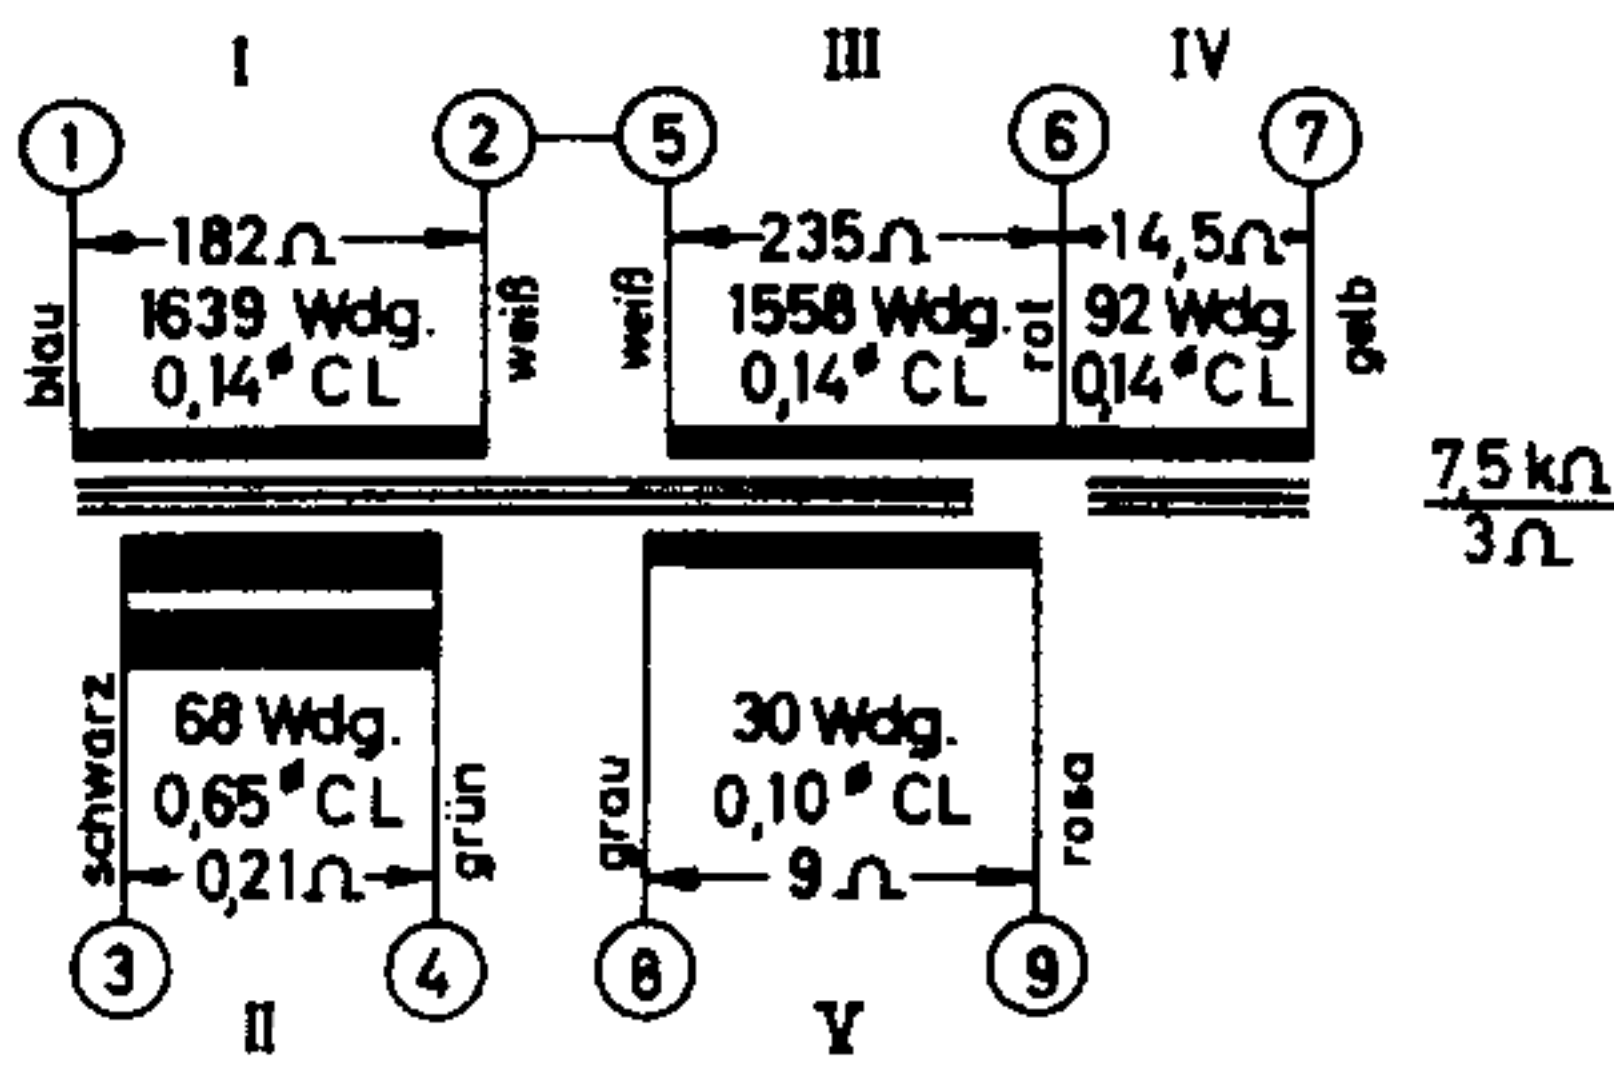 I III IV
1 2 5 6 7
182 Ω 235 Ω 14,5 Ω
blau 1639 Wdg. weiß weiß 1558 Wdg. rot 92 Wdg gelb
0,14 ø CL 0,14 ø CL 0,14 ø CL
7,5 kΩ
3 Ω
schwarz 68 Wdg. grün grau 30 Wdg. rosa
0,65 ø CL 0,10 ø CL
0,21 Ω 9 Ω
3 4 8 9
II V